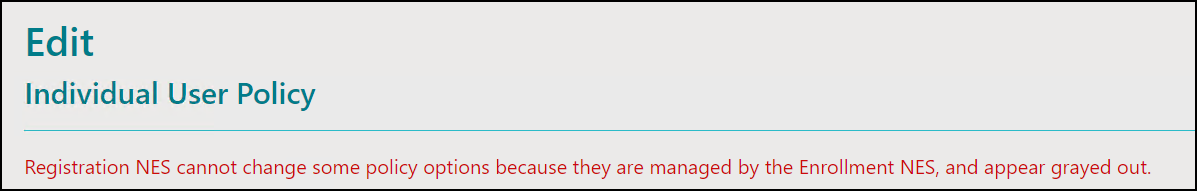 Edit
Individual User Policy
Registration NES cannot change some policy options because they are managed by the Enrollment NES, and appear grayed out.